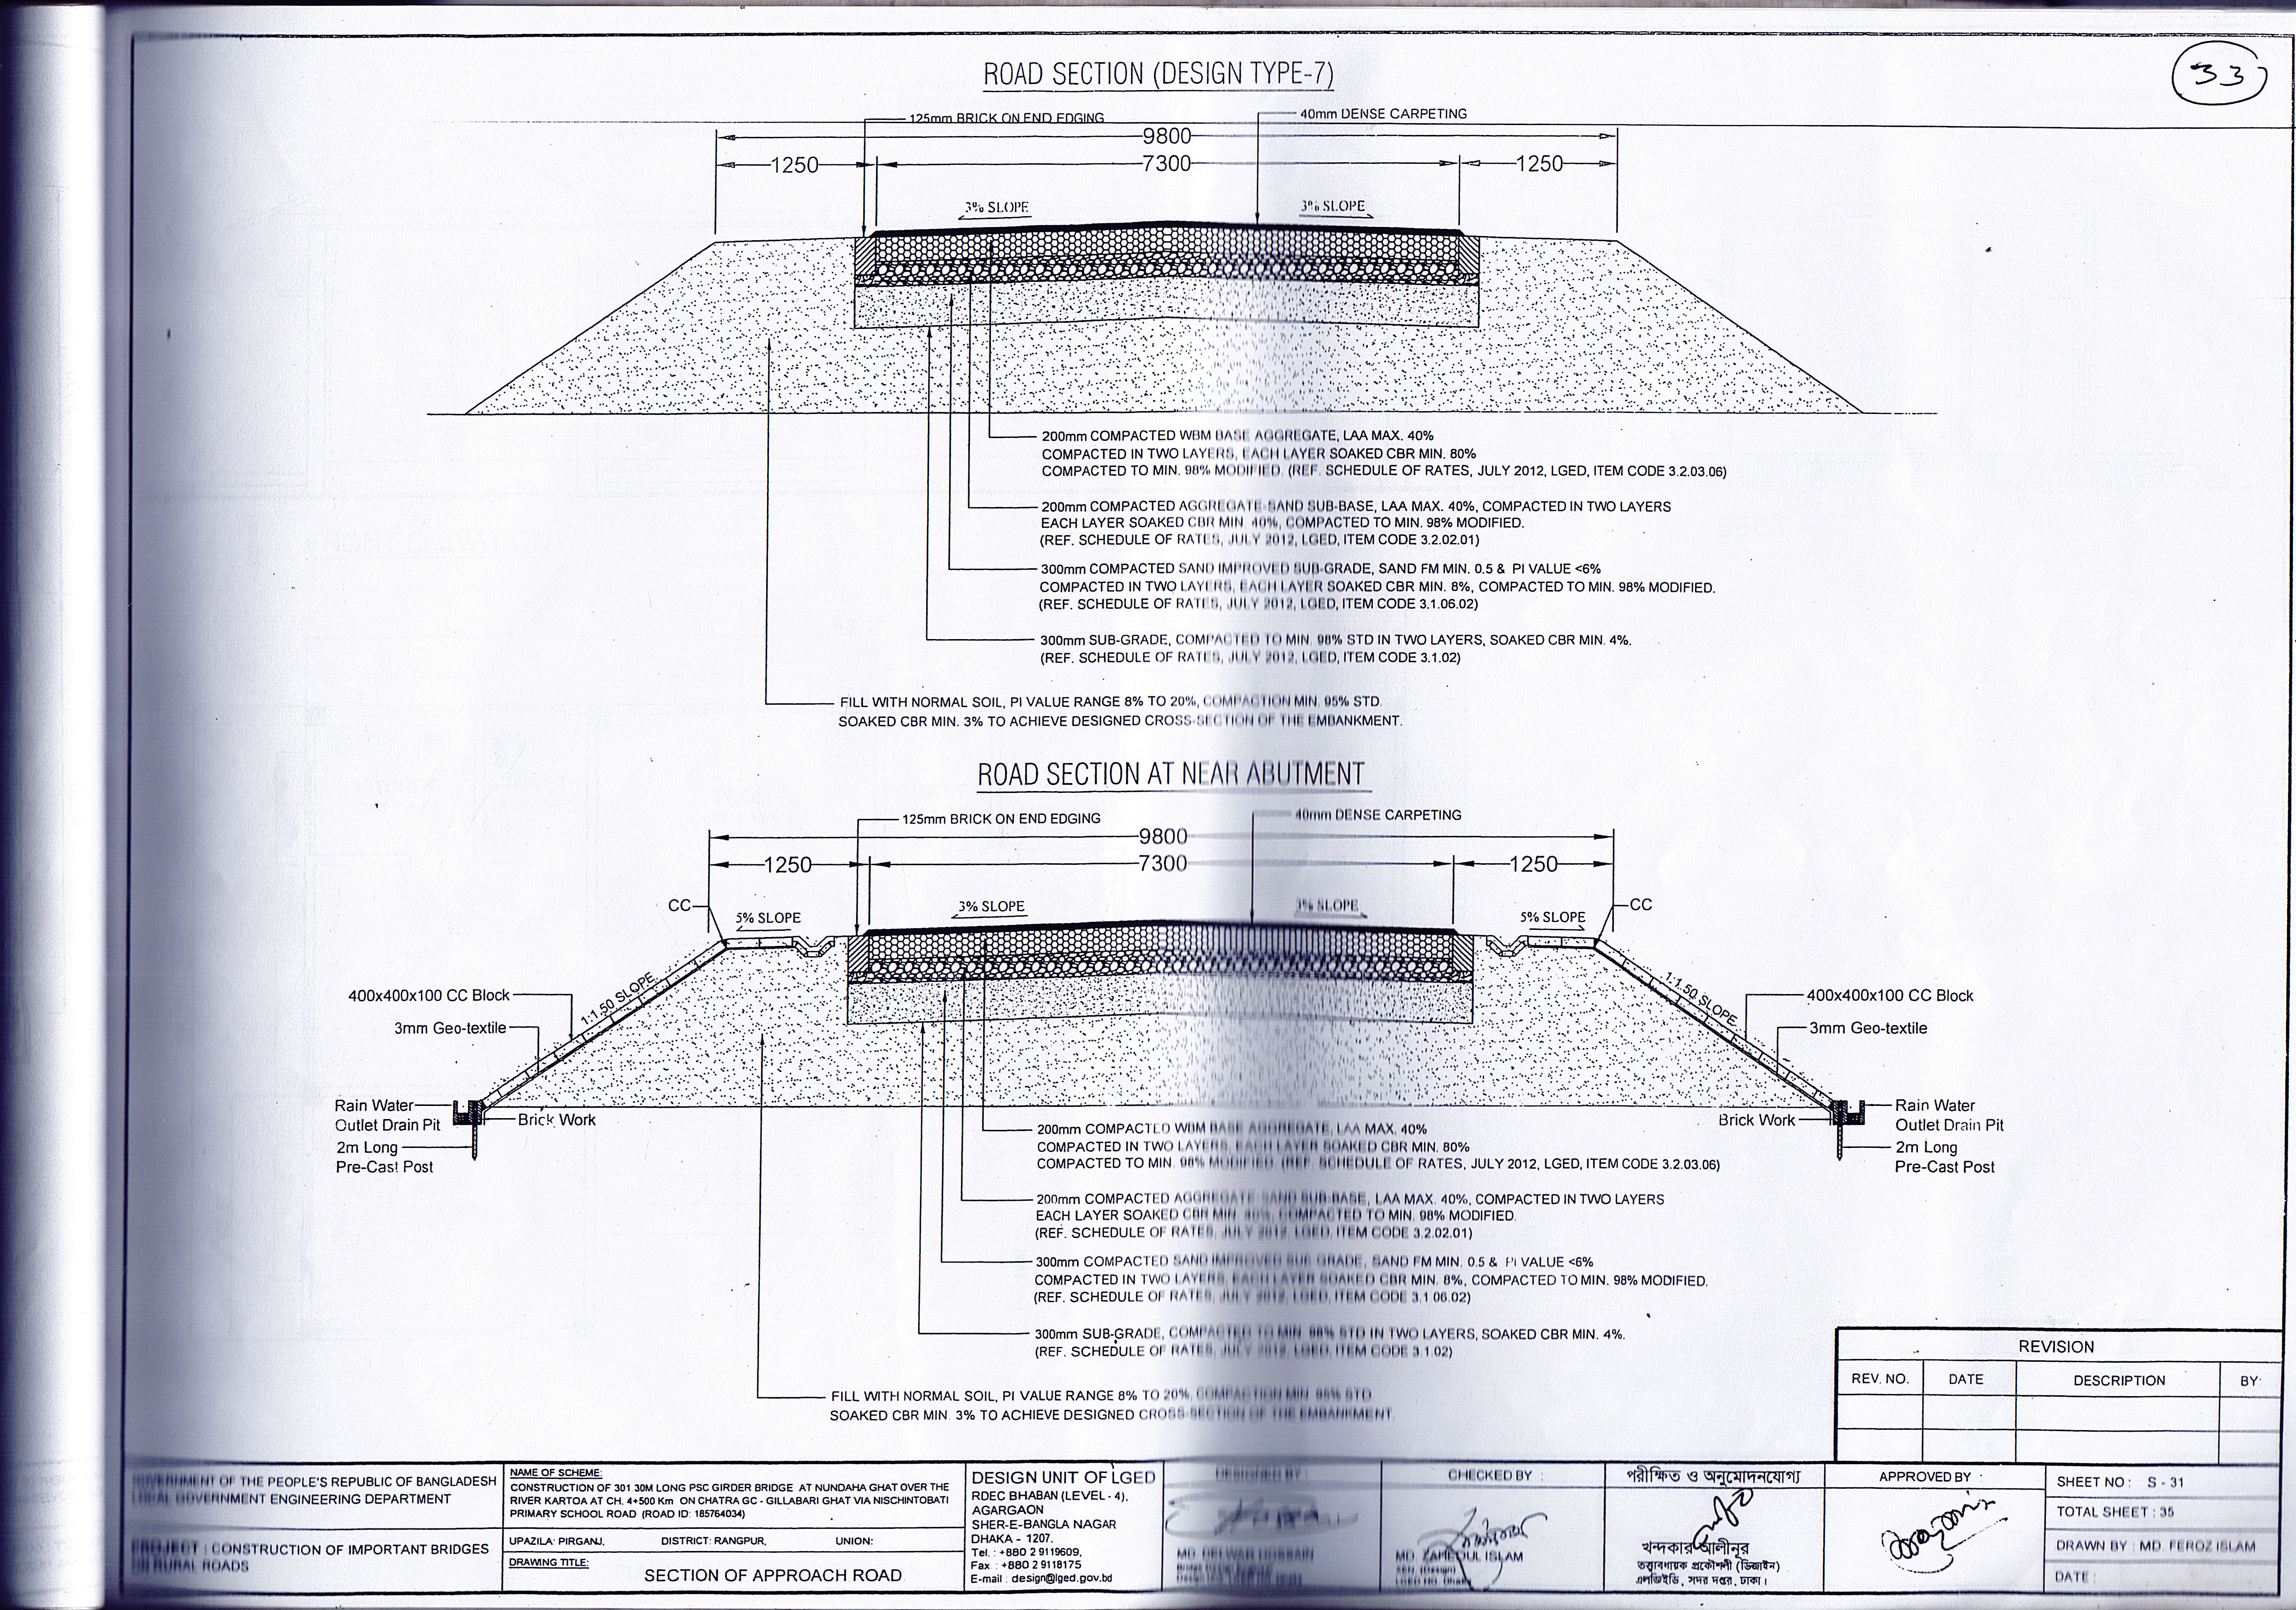 33
ROAD SECTION (DESIGN TYPE-7)
125mm BRICK ON END EDGING
40mm DENSE CARPETING
9800
1250
7300
1250
3% SLOPE
3% SLOPE
200mm COMPACTED WBM BASE AGGREGATE, LAA MAX. 40%
COMPACTED IN TWO LAYERS, EACH LAYER SOAKED CBR MIN. 80%
COMPACTED TO MIN. 98% MODIFIED. (REF. SCHEDULE OF RATES, JULY 2012, LGED, ITEM CODE 3.2.03.06)
200mm COMPACTED AGGREGATE-SAND SUB-BASE, LAA MAX. 40%, COMPACTED IN TWO LAYERS
EACH LAYER SOAKED CBR MIN. 40%, COMPACTED TO MIN. 98% MODIFIED.
(REF. SCHEDULE OF RATES, JULY 2012, LGED, ITEM CODE 3.2.02.01)
300mm COMPACTED SAND IMPROVED SUB-GRADE, SAND FM MIN. 0.5 & PI VALUE <6%
COMPACTED IN TWO LAYERS, EACH LAYER SOAKED CBR MIN. 8%, COMPACTED TO MIN. 98% MODIFIED.
(REF. SCHEDULE OF RATES, JULY 2012, LGED, ITEM CODE 3.1.06.02)
300mm SUB-GRADE, COMPACTED TO MIN. 98% STD IN TWO LAYERS, SOAKED CBR MIN. 4%.
(REF. SCHEDULE OF RATES, JULY 2012, LGED, ITEM CODE 3.1.02)
FILL WITH NORMAL SOIL, PI VALUE RANGE 8% TO 20%, COMPACTION MIN. 95% STD.
SOAKED CBR MIN. 3% TO ACHIEVE DESIGNED CROSS-SECTION OF THE EMBANKMENT.
ROAD SECTION AT NEAR ABUTMENT
125mm BRICK ON END EDGING
40mm DENSE CARPETING
9800
1250
7300
1250
CC
5% SLOPE
3% SLOPE
3% SLOPE
5% SLOPE
CC
1:1.50 SLOPE
1:1.50 SLOPE
400x400x100 CC Block
3mm Geo-textile
400x400x100 CC Block
3mm Geo-textile
Rain Water
Outlet Drain Pit
2m Long
Pre-Cast Post
Brick Work
Brick Work
Rain Water
Outlet Drain Pit
2m Long
Pre-Cast Post
200mm COMPACTED WBM BASE AGGREGATE, LAA MAX. 40%
COMPACTED IN TWO LAYERS, EACH LAYER SOAKED CBR MIN. 80%
COMPACTED TO MIN. 98% MODIFIED. (REF. SCHEDULE OF RATES, JULY 2012, LGED, ITEM CODE 3.2.03.06)
200mm COMPACTED AGGREGATE-SAND SUB-BASE, LAA MAX. 40%, COMPACTED IN TWO LAYERS
EACH LAYER SOAKED CBR MIN. 40%, COMPACTED TO MIN. 98% MODIFIED.
(REF. SCHEDULE OF RATES, JULY 2012, LGED, ITEM CODE 3.2.02.01)
300mm COMPACTED SAND IMPROVED SUB-GRADE, SAND FM MIN. 0.5 & PI VALUE <6%
COMPACTED IN TWO LAYERS, EACH LAYER SOAKED CBR MIN. 8%, COMPACTED TO MIN. 98% MODIFIED.
(REF. SCHEDULE OF RATES, JULY 2012, LGED, ITEM CODE 3.1.06.02)
300mm SUB-GRADE, COMPACTED TO MIN. 98% STD IN TWO LAYERS, SOAKED CBR MIN. 4%.
(REF. SCHEDULE OF RATES, JULY 2012, LGED, ITEM CODE 3.1.02)
FILL WITH NORMAL SOIL, PI VALUE RANGE 8% TO 20%, COMPACTION MIN. 95% STD
SOAKED CBR MIN. 3% TO ACHIEVE DESIGNED CROSS-SECTION OF THE EMBANKMENT.
REVISION
REV. NO. DATE DESCRIPTION BY:
GOVERNMENT OF THE PEOPLE'S REPUBLIC OF BANGLADESH
LOCAL GOVERNMENT ENGINEERING DEPARTMENT
PROJECT : CONSTRUCTION OF IMPORTANT BRIDGES
ON RURAL ROADS
NAME OF SCHEME:
CONSTRUCTION OF 301.30M LONG PSC GIRDER BRIDGE AT NUNDAHA GHAT OVER THE
RIVER KARTOA AT CH. 4+500 Km ON CHATRA GC - GILLABARI GHAT VIA NISCHINTOBATI
PRIMARY SCHOOL ROAD (ROAD ID: 185764034)
UPAZILA: PIRGANJ, DISTRICT: RANGPUR, UNION:
DRAWING TITLE:
SECTION OF APPROACH ROAD
DESIGN UNIT OF LGED
RDEC BHABAN (LEVEL - 4),
AGARGAON
SHER-E-BANGLA NAGAR
DHAKA - 1207,
Tel. : +880 2 9119609,
Fax : +880 2 9118175
E-mail : design@lged.gov.bd
DESIGNED BY :
MD. DELWAR HOSSAIN
CHECKED BY :
MD. ZAHEDUL ISLAM
পরীক্ষিত ও অনুমোদনযোগ্য
খন্দকার আলীনূর
তত্ত্বাবধায়ক প্রকৌশলী (ডিজাইন)
এলজিইডি, সদর দপ্তর, ঢাকা।
APPROVED BY :
SHEET NO : S - 31
TOTAL SHEET : 35
DRAWN BY : MD. FEROZ ISLAM
DATE :